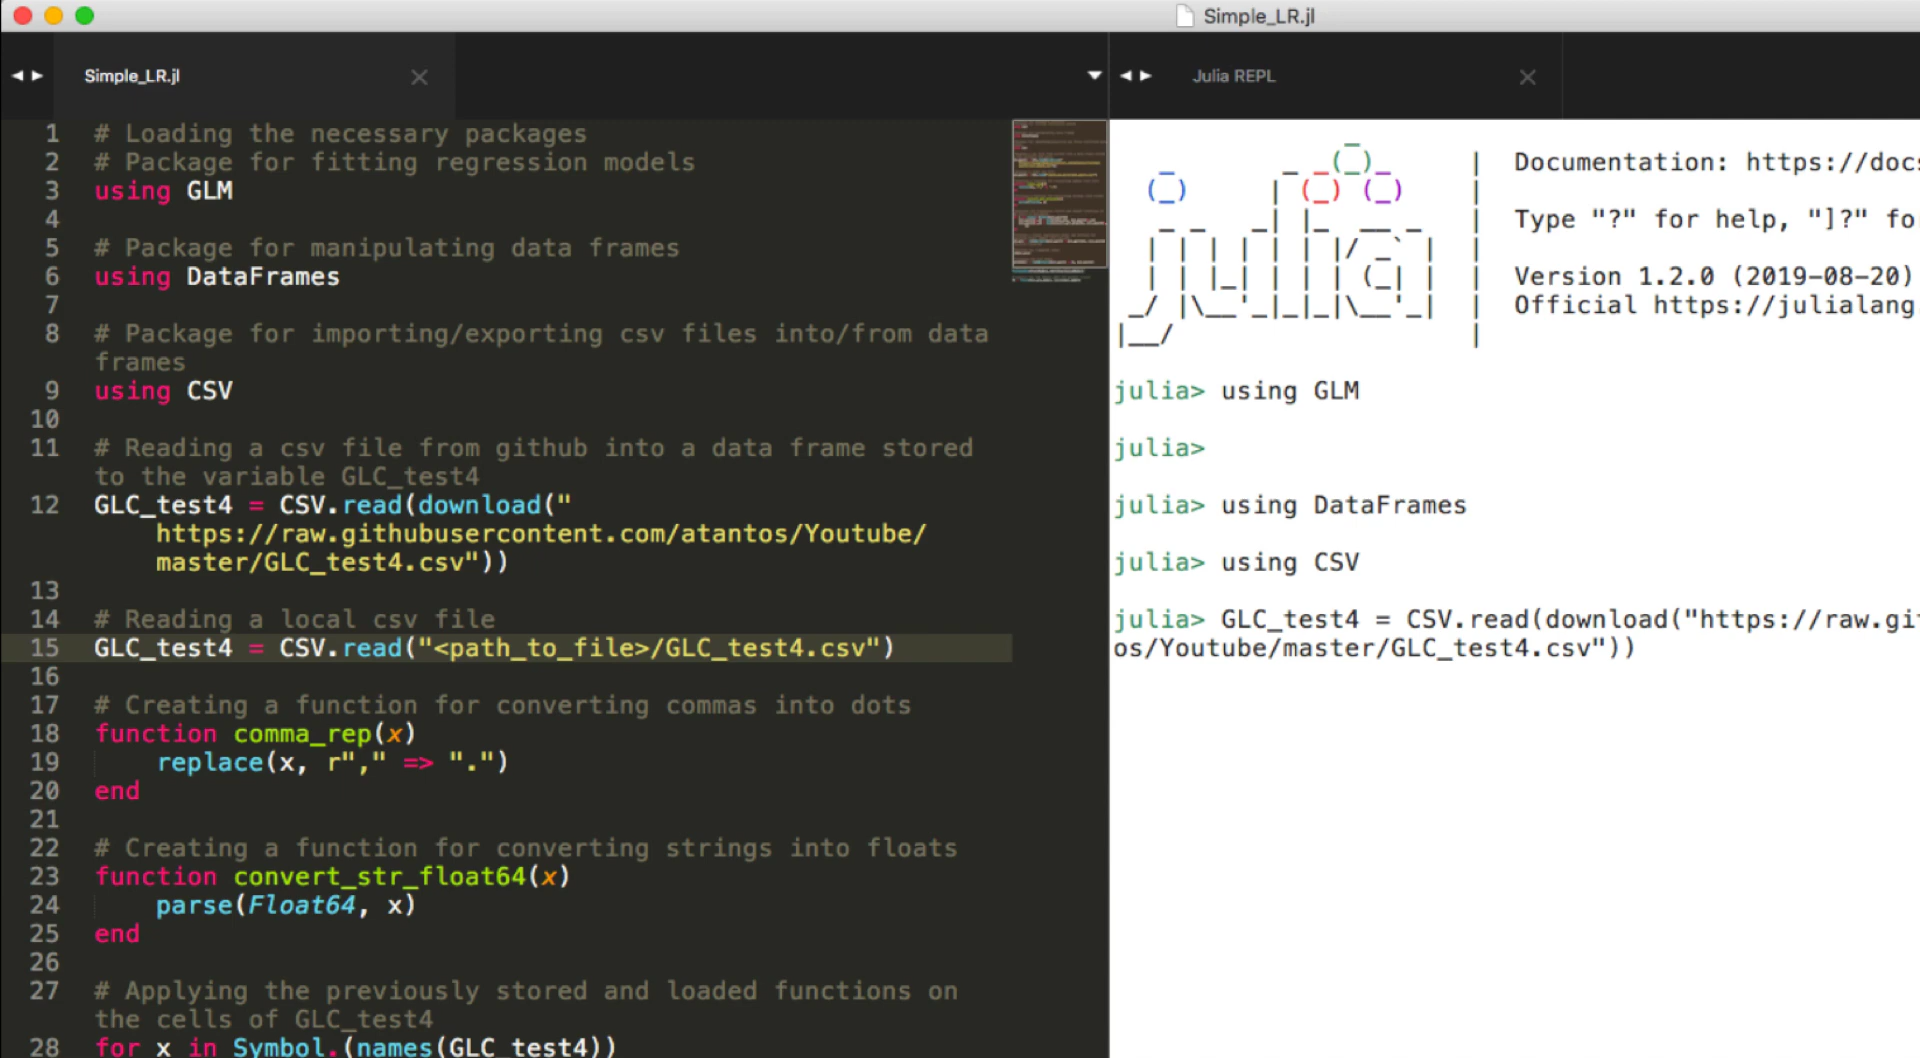 Simple_LR.jl
Simple_LR.jl
1 # Loading the necessary packages
2 # Package for fitting regression models
3 using GLM
4
5 # Package for manipulating data frames
6 using DataFrames
7
8 # Package for importing/exporting csv files into/from data
frames
9 using CSV
10
11 # Reading a csv file from github into a data frame stored
to the variable GLC_test4
12 GLC_test4 = CSV.read(download("
https://raw.githubusercontent.com/atantos/Youtube/
master/GLC_test4.csv"))
13
14 # Reading a local csv file
15 GLC_test4 = CSV.read("<path_to_file>/GLC_test4.csv")
16
17 # Creating a function for converting commas into dots
18 function comma_rep(x)
19 replace(x, r"," => ".")
20 end
21
22 # Creating a function for converting strings into floats
23 function convert_str_float64(x)
24 parse(Float64, x)
25 end
26
27 # Applying the previously stored and loaded functions on
the cells of GLC_test4
28 for x in Symbol.(names(GLC_test4))
Julia REPL
Documentation: https://docs
Type "?" for help, "]?" fo
Version 1.2.0 (2019-08-20)
Official https://julialang
julia> using GLM
julia>
julia> using DataFrames
julia> using CSV
julia> GLC_test4 = CSV.read(download("https://raw.gi
os/Youtube/master/GLC_test4.csv"))